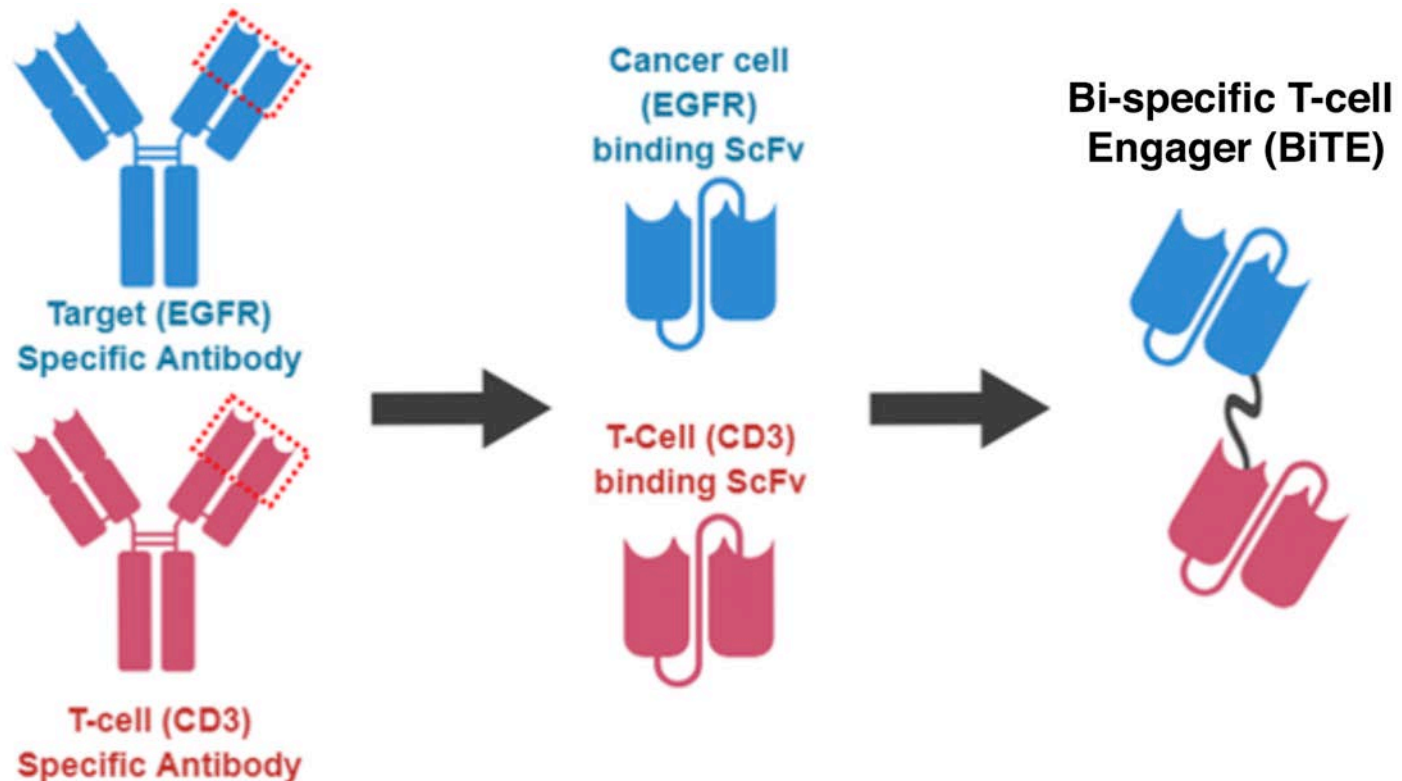 Target (EGFR)
Specific Antibody
T-cell (CD3)
Specific Antibody
Cancer cell
(EGFR)
binding ScFv
T-Cell (CD3)
binding ScFv
Bi-specific T-cell
Engager (BiTE)